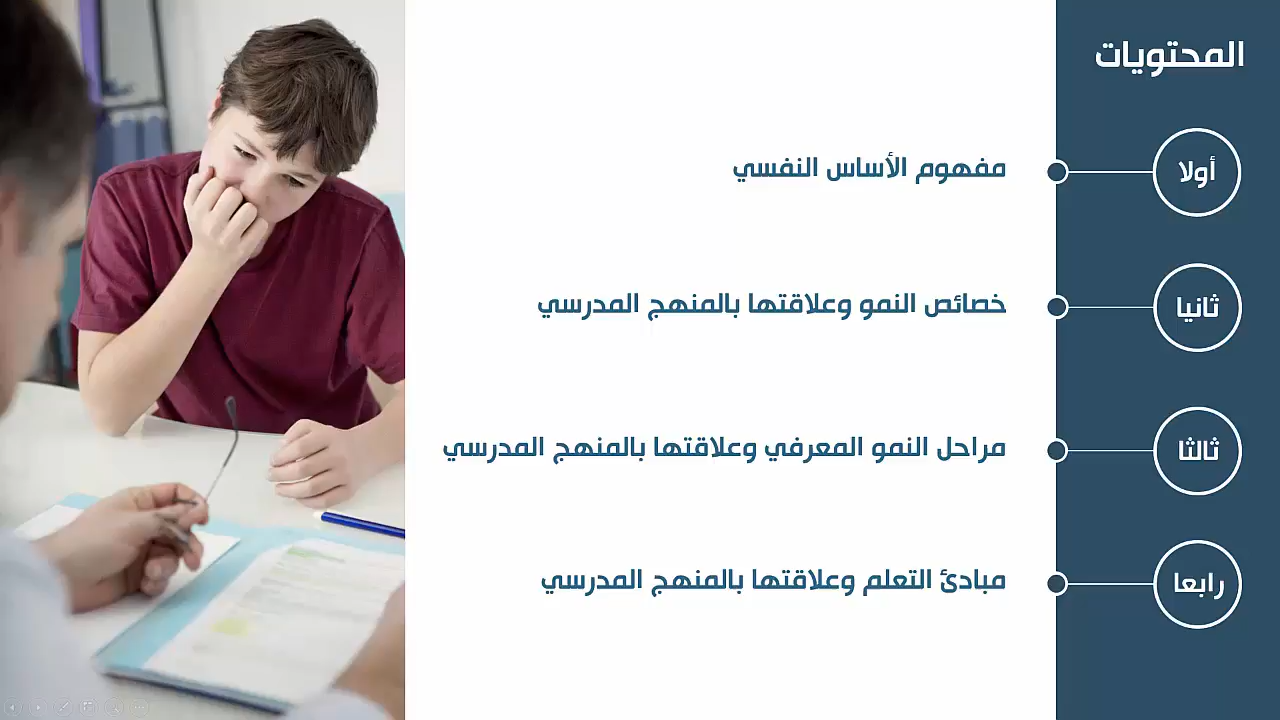 المحتويات
أولا
مفهوم الأساس النفسي
ثانيا
خصائص النمو وعلاقتها بالمنهج المدرسي
ثالثا
مراحل النمو المعرفي وعلاقتها بالمنهج المدرسي
رابعا
مبادئ التعلم وعلاقتها بالمنهج المدرسي